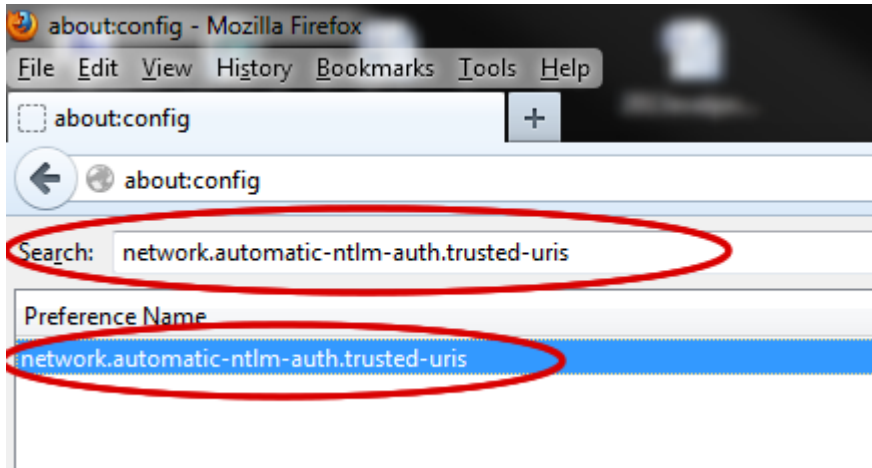 about:config - Mozilla Firefox
File Edit View History Bookmarks Tools Help
about:config +
about:config
Search: network.automatic-ntlm-auth.trusted-uris
Preference Name
network.automatic-ntlm-auth.trusted-uris